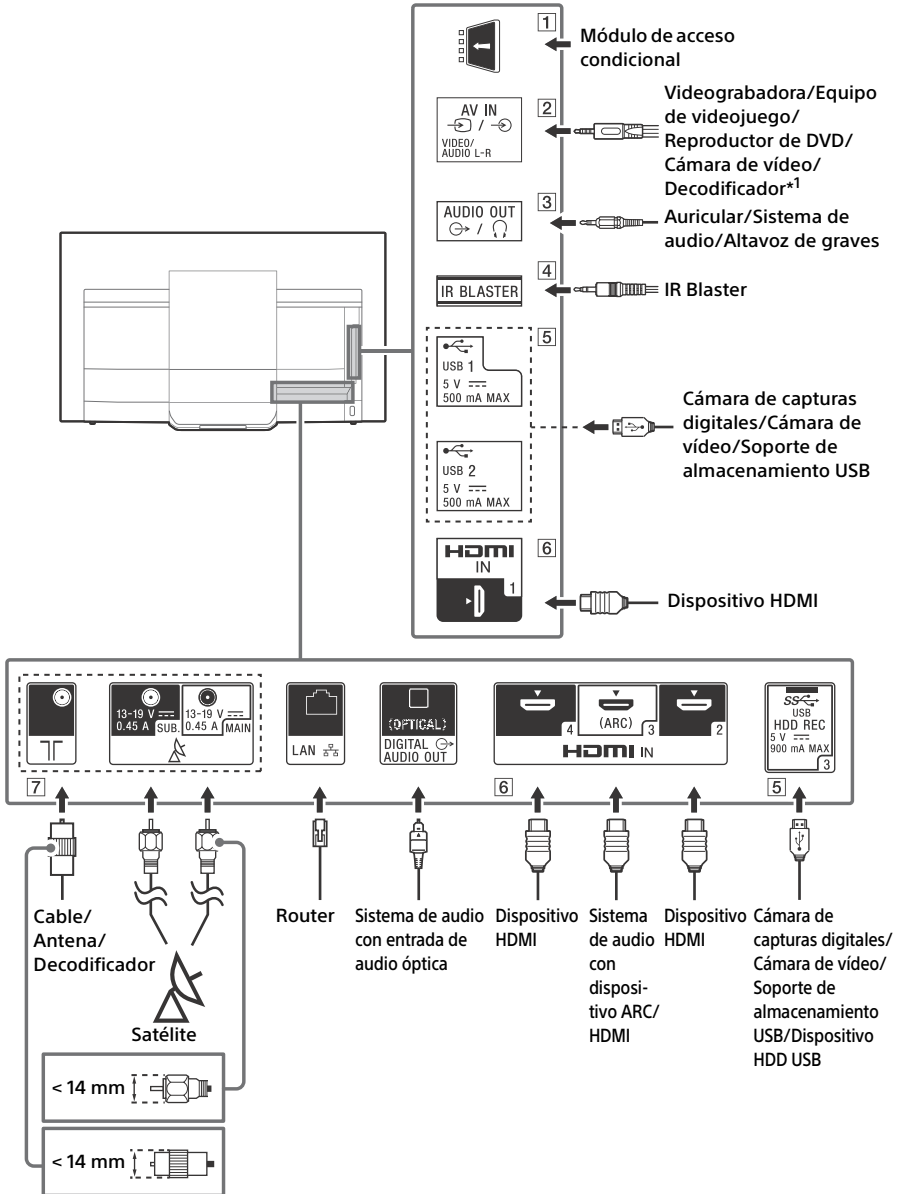 1
Módulo de acceso
condicional
AV IN
/
VIDEO/
AUDIO L-R
2
Videograbadora/Equipo
de videojuego/
Reproductor de DVD/
Cámara de vídeo/
Decodificador*1
AUDIO OUT
/
3
Auricular/Sistema de
audio/Altavoz de graves
4
IR BLASTER
IR Blaster
5
USB 1
5 V
500 mA MAX
USB 2
5 V
500 mA MAX
Cámara de capturas
digitales/Cámara de
vídeo/Soporte de
almacenamiento USB
HDMI
IN
1
6
Dispositivo HDMI
13-19 V
0.45 A SUB.
13-19 V
0.45 A MAIN
LAN
(OPTICAL)
DIGITAL
AUDIO OUT
4
(ARC)
3
2
HDMI IN
SS
USB
HDD REC
5 V
900 mA MAX
3
7
6
5
Cable/
Antena/
Decodificador
Satélite
Router
Sistema de audio
con entrada de
audio óptica
Dispositivo
HDMI
Sistema
de audio
con
disposi-
tivo ARC/
HDMI
Dispositivo
HDMI
Cámara de
capturas digitales/
Cámara de vídeo/
Soporte de
almacenamiento
USB/Dispositivo
HDD USB
< 14 mm
< 14 mm